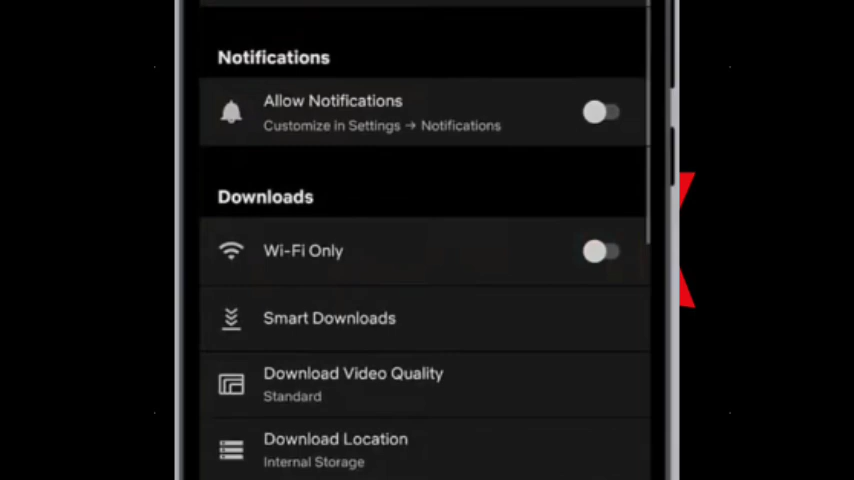 Notifications
Allow Notifications
Customize in Settings → Notifications
Downloads
Wi-Fi Only
Smart Downloads
Download Video Quality
Standard
Download Location
Internal Storage